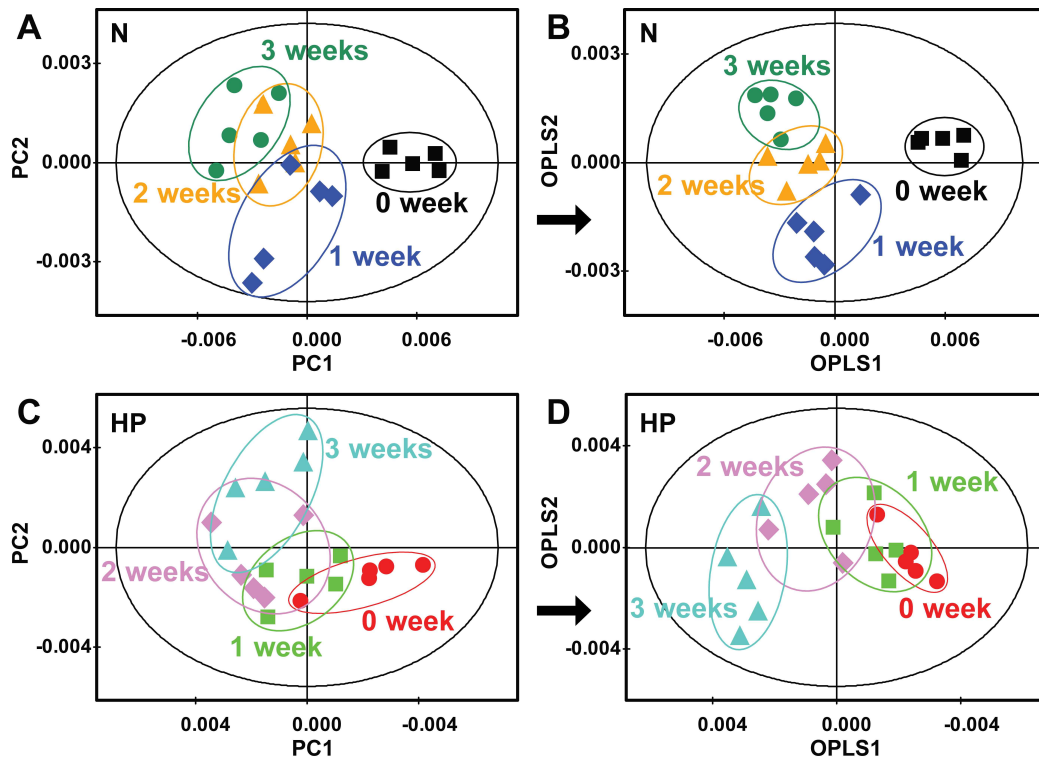 A
N
3 weeks
2 weeks
0 week
1 week
0.003
0.000
-0.003
PC2
-0.006
0.000
0.006
PC1
B
N
3 weeks
2 weeks
0 week
1 week
0.003
0.000
-0.003
OPLS2
-0.006
0.000
0.006
OPLS1
C
HP
3 weeks
2 weeks
0 week
1 week
0.004
0.000
-0.004
PC2
0.004
0.000
-0.004
PC1
D
HP
2 weeks
1 week
3 weeks
0 week
0.004
0.000
-0.004
OPLS2
0.004
0.000
-0.004
OPLS1